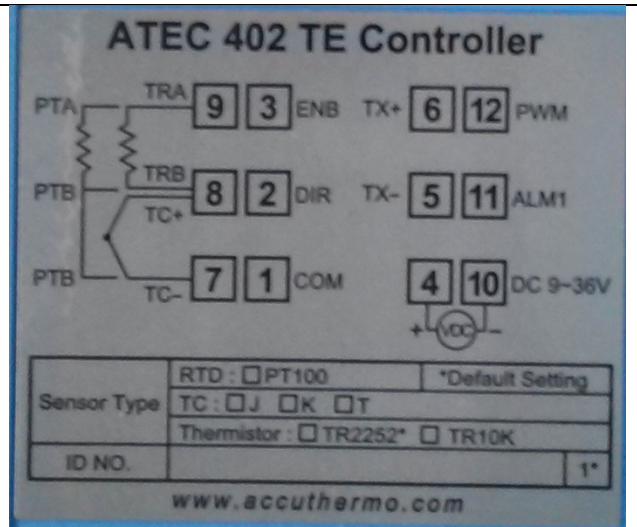 ATEC 402 TE Controller
PTA TRA 9 3 ENB TX+ 6 12 PWM
PTB TRB 8 2 DIR TX- 5 11 ALM1
TC+
PTB TC- 7 1 COM 4 10 DC 9~36V
+ VDC -
Sensor Type RTD : □PT100 *Default Setting
TC : □J □K □T
Thermistor : □ TR2252* □ TR10K
ID NO. 1*
www.accuthermo.com